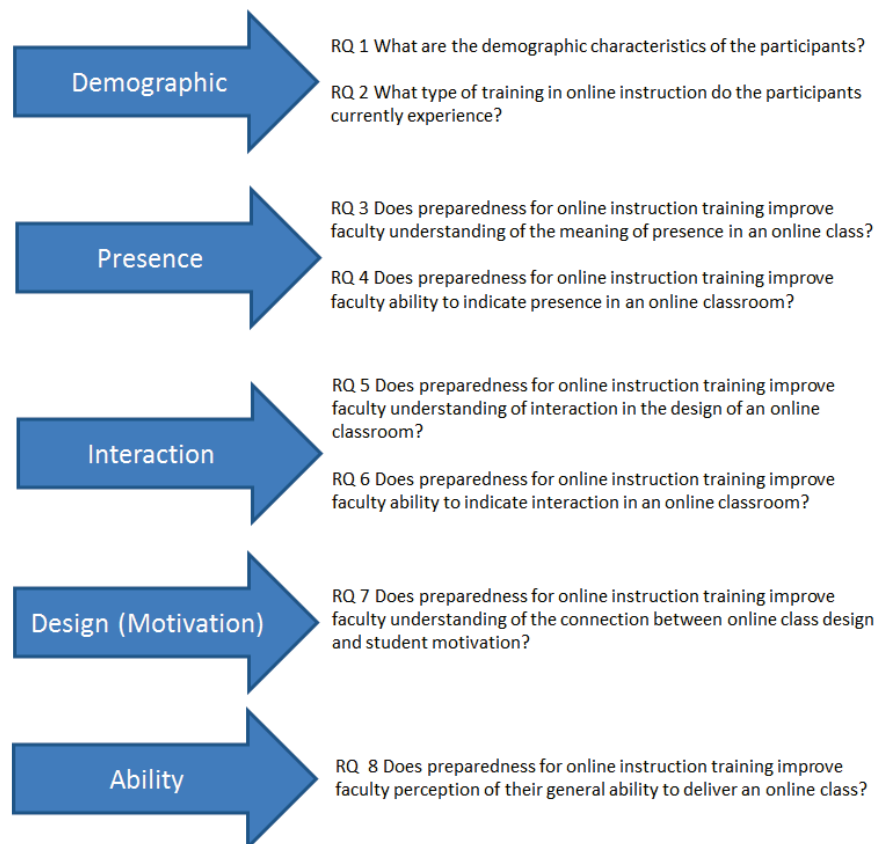 Demographic
RQ 1 What are the demographic characteristics of the participants?
RQ 2 What type of training in online instruction do the participants
currently experience?
Presence
RQ 3 Does preparedness for online instruction training improve
faculty understanding of the meaning of presence in an online class?
RQ 4 Does preparedness for online instruction training improve
faculty ability to indicate presence in an online classroom?
Interaction
RQ 5 Does preparedness for online instruction training improve
faculty understanding of interaction in the design of an online
classroom?
RQ 6 Does preparedness for online instruction training improve
faculty ability to indicate interaction in an online classroom?
Design (Motivation)
RQ 7 Does preparedness for online instruction training improve
faculty understanding of the connection between online class design
and student motivation?
Ability
RQ 8 Does preparedness for online instruction training improve
faculty perception of their general ability to deliver an online class?